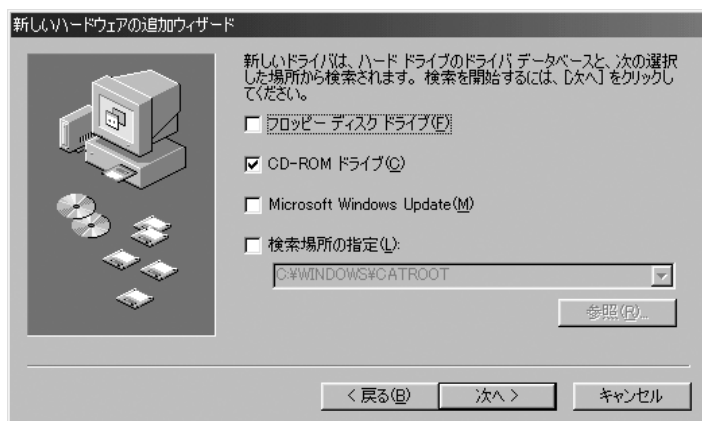 新しいハードウェアの追加ウィザード
新しいドライバは、ハード ドライブのドライバ データベースと、次の選択
した場所から検索されます。検索を開始するには、[次へ] をクリックし
てください。
フロッピー ディスク ドライブ(F)
CD-ROM ドライブ(C)
Microsoft Windows Update(M)
検索場所の指定(L):
C:¥WINDOWS¥CATROOT
参照(R)...
< 戻る(B)
次へ >
キャンセル